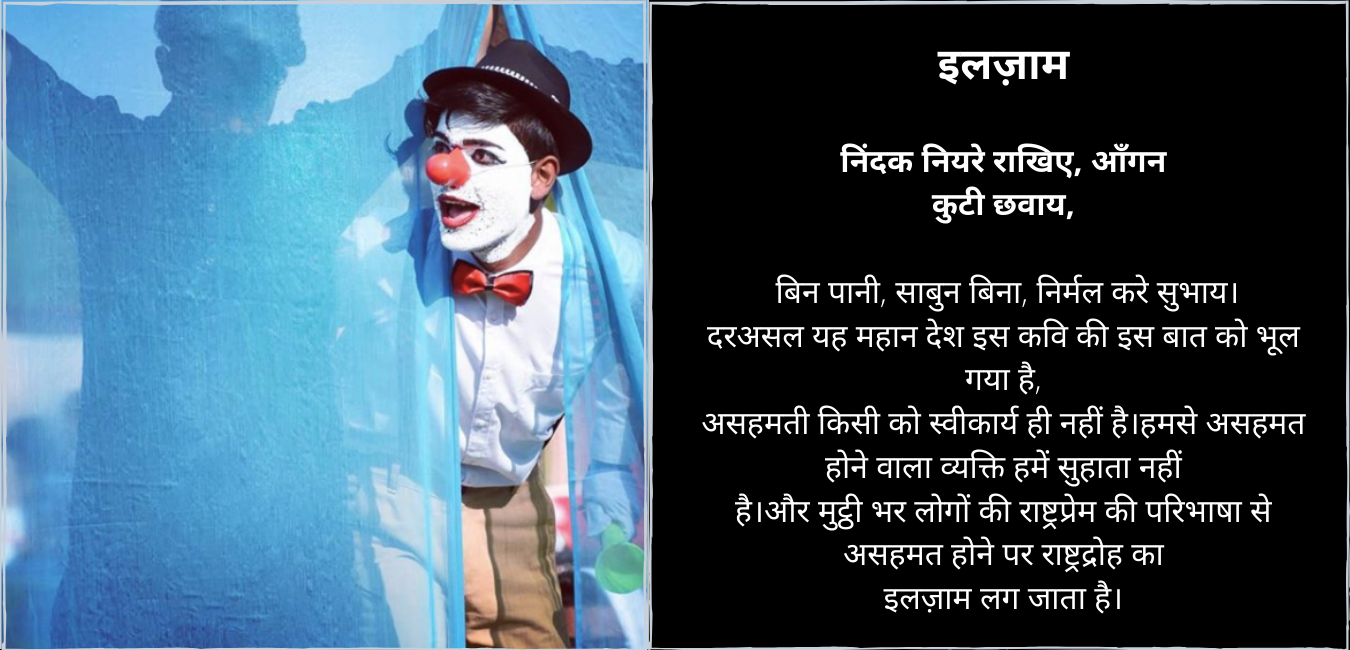 इलज़ाम
निंदक नियरे राखिए, आँगन
कुटी छवाय,
बिन पानी, साबुन बिना, निर्मल करे सुभाय।
दरअसल यह महान देश इस कवि की इस बात को भूल
गया है,
असहमती किसी को स्वीकार्य ही नहीं है।हमसे असहमत
होने वाला व्यक्ति हमें सुहाता नहीं
है।और मुट्ठी भर लोगों की राष्ट्रप्रेम की परिभाषा से
असहमत होने पर राष्ट्रद्रोह का
इलज़ाम लग जाता है।